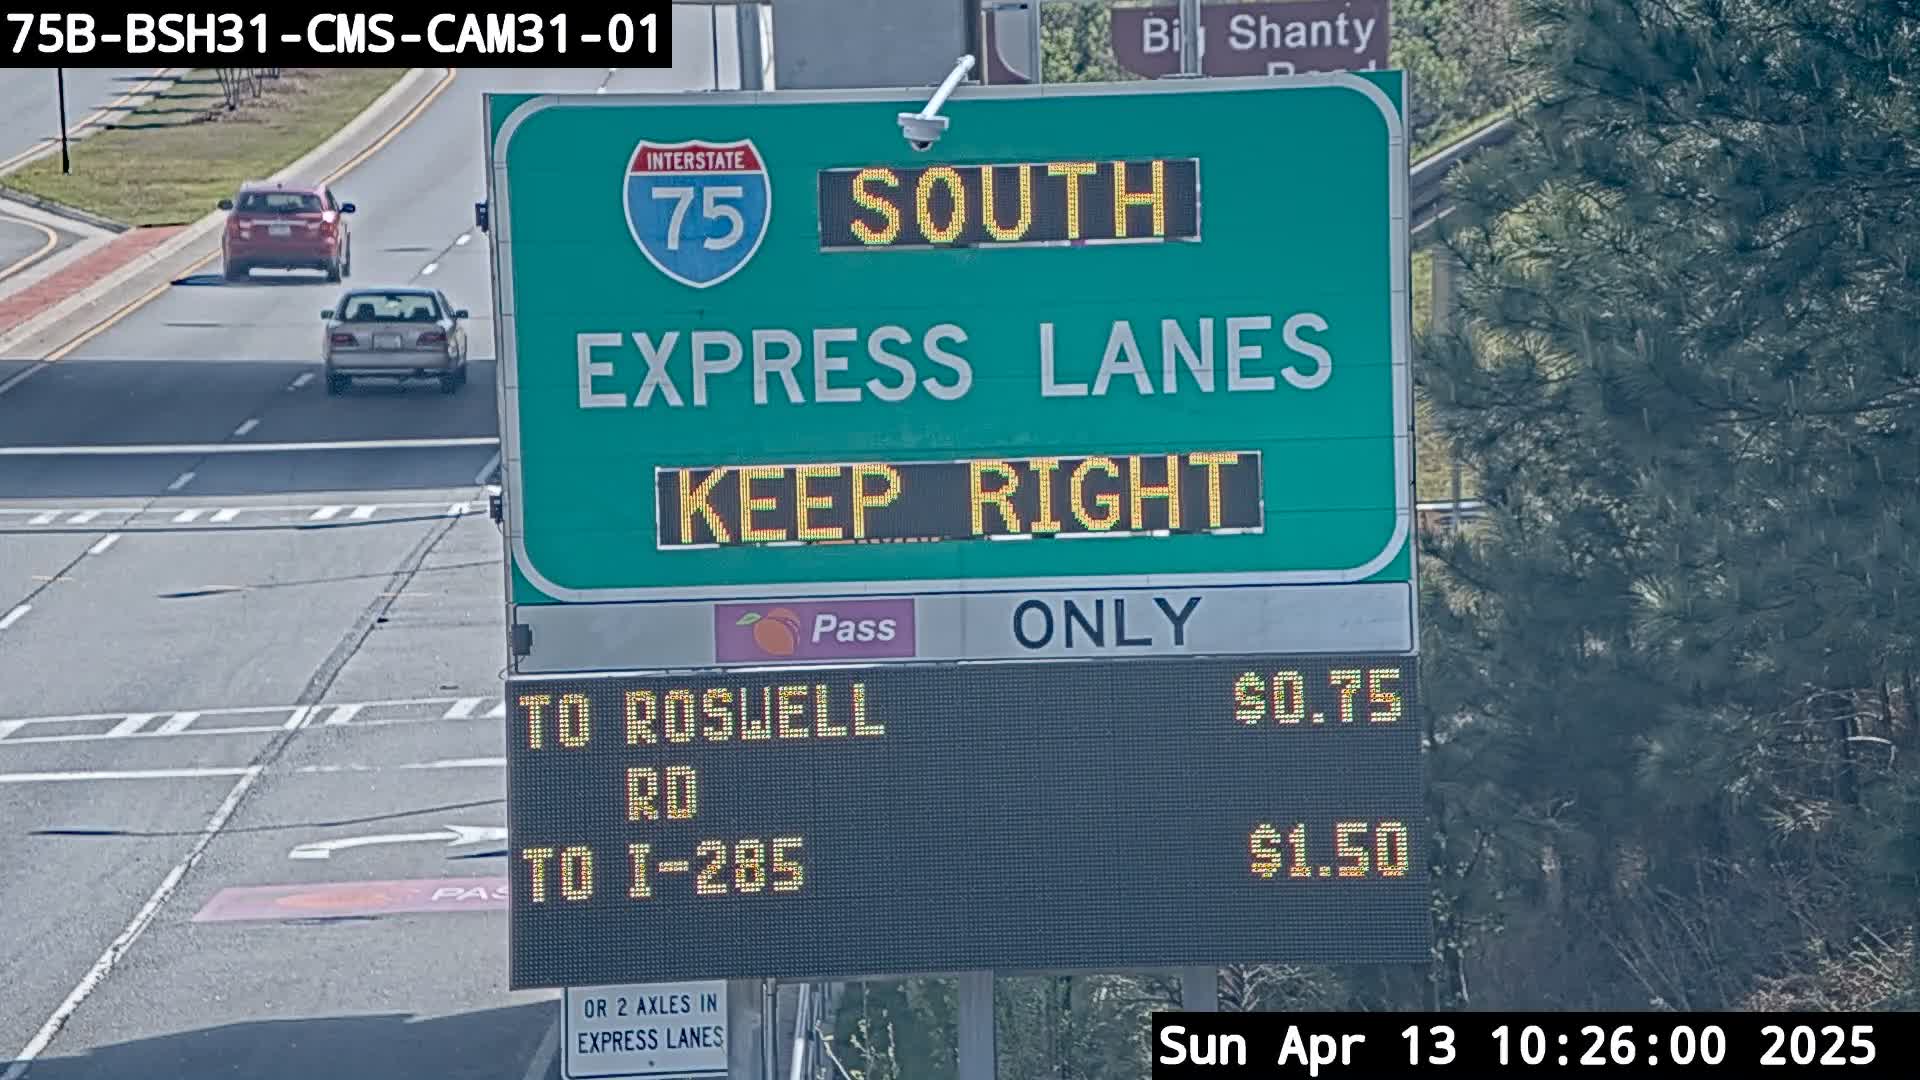 75B-BSH31-CMS-CAM31-01
Big Shanty
Road
INTERSTATE
75
SOUTH
EXPRESS LANES
KEEP RIGHT
Pass ONLY
TO ROSWELL $0.75
RD
TO I-285 $1.50
PAS
OR 2 AXLES IN
EXPRESS LANES
Sun Apr 13 10:26:00 2025